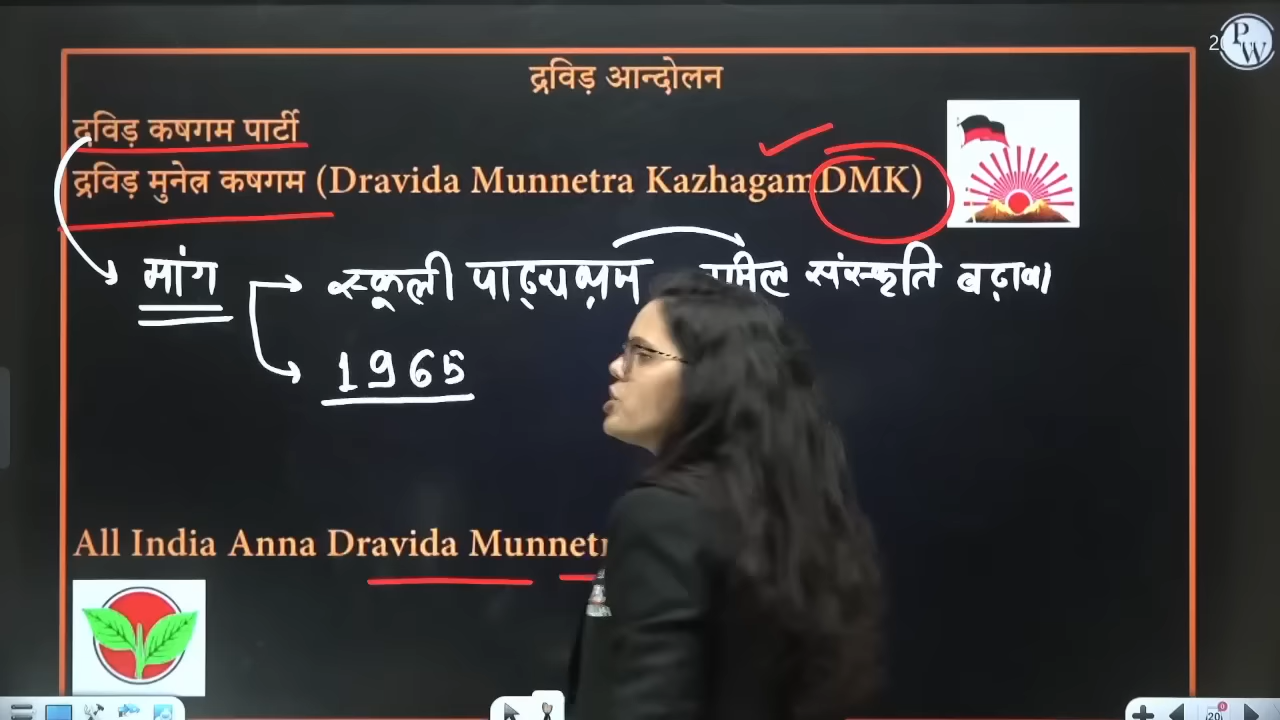 PW
द्रविड़ आन्दोलन
द्रविड़ कषगम पार्टी
द्रविड़ मुनेत्र कषगम (Dravida Munnetra Kazhagam DMK)
मांग → स्कूली पाठ्यक्रम संस्कृति बढ़ावा
→ 1965
All India Anna Dravida